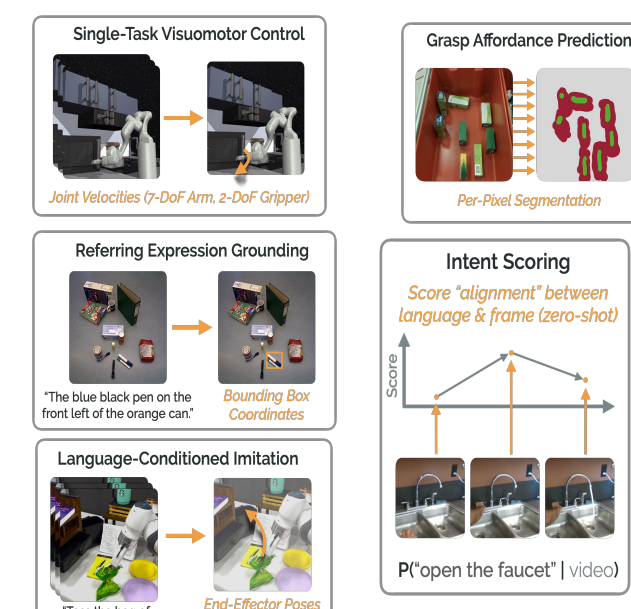 Single-Task Visuomotor Control
Joint Velocities (7-DoF Arm, 2-DoF Gripper)
Grasp Affordance Prediction
Per-Pixel Segmentation
Referring Expression Grounding
“The blue black pen on the
front left of the orange can.”
Bounding Box
Coordinates
Intent Scoring
Score “alignment” between
language & frame (zero-shot)
Score
P(“open the faucet” | video)
Language-Conditioned Imitation
End-Effector Poses